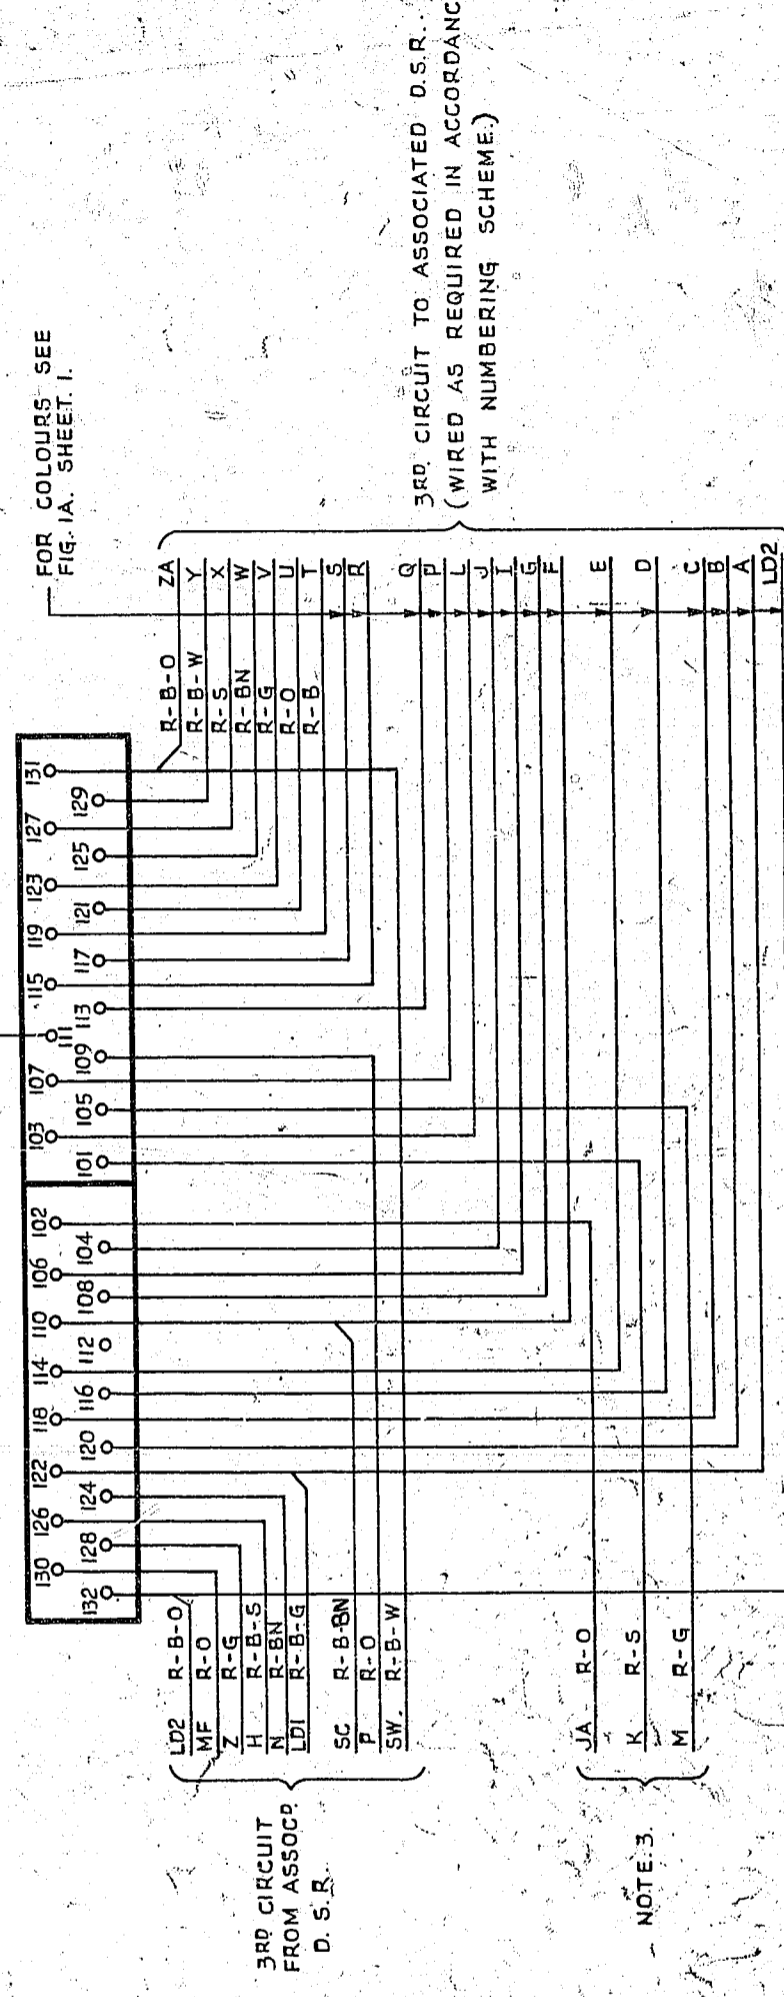 FOR COLOURS SEE
FIG. 1A. SHEET. 1.
132 130 128 126 124 122 120 118 116 114 112 110 108 106 104 102
101 103 105 107 109 111 113 115 117 119 121 123 125 127 129 131
LD2 R-B-O
MF R-O
Z R-G
H R-B-S
N R-BN
LD1 R-B-G
SC R-B-BN
P R-O
SW. R-B-W
3RD CIRCUIT
FROM ASSOCD.
D. S. R.
JA R-O
K R-S
M R-G
NOTE. 3.
R-B-O ZA
R-B-W Y
R-S X
R-BN W
R-G V
R-O U
R-B T
S
R
Q
P
L
J
I
G
F
E
D
C
B
A
LD2
3RD. CIRCUIT TO ASSOCIATED D.S.R.
(WIRED AS REQUIRED IN ACCORDANC
WITH NUMBERING SCHEME.)